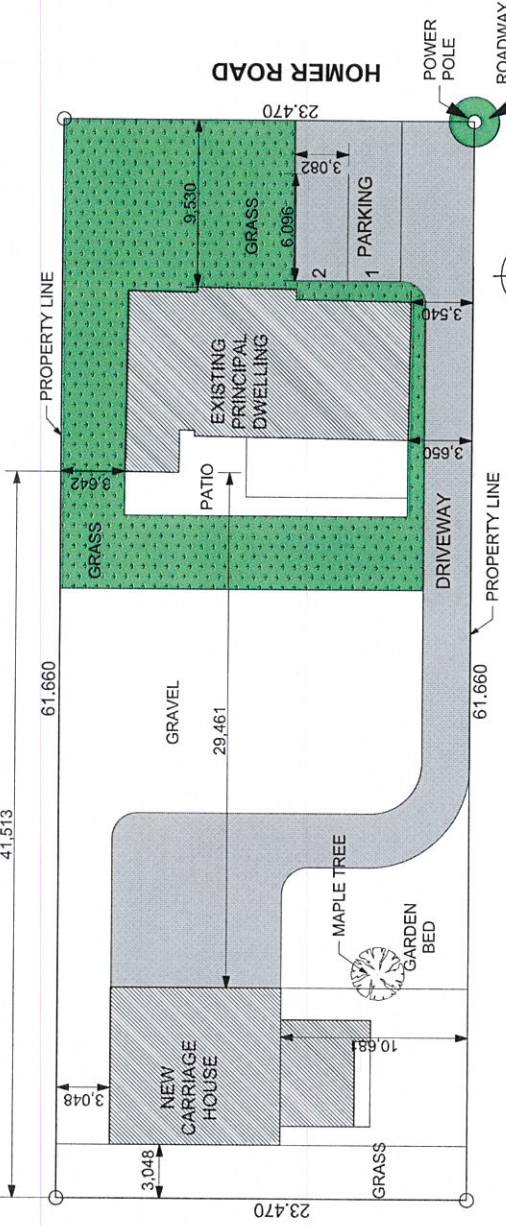 41,513
61.660
PROPERTY LINE
23.470
HOMER ROAD
POWER
POLE
ROADWAY
3,048
NEW
CARRIAGE
HOUSE
3,048
23.470
GRASS
10,681
MAPLE TREE
GARDEN
BED
GRAVEL
29,461
GRASS
3,642
PATIO
EXISTING
PRINCIPAL
DWELLING
9,530
GRASS
6,096
3,082
2
1
PARKING
3,540
3,650
DRIVEWAY
PROPERTY LINE
61.660